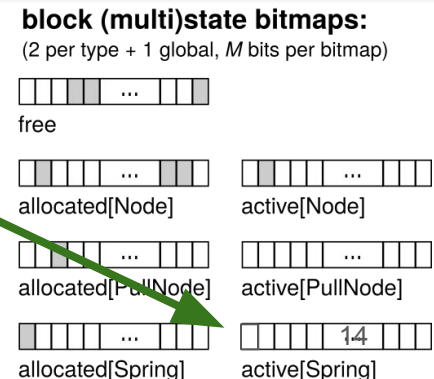 block (multi)state bitmaps:
(2 per type + 1 global, M bits per bitmap)
...
free
... ...
allocated[Node] active[Node]
... ...
allocated[PullNode] active[PullNode]
... 14
allocated[Spring] active[Spring]